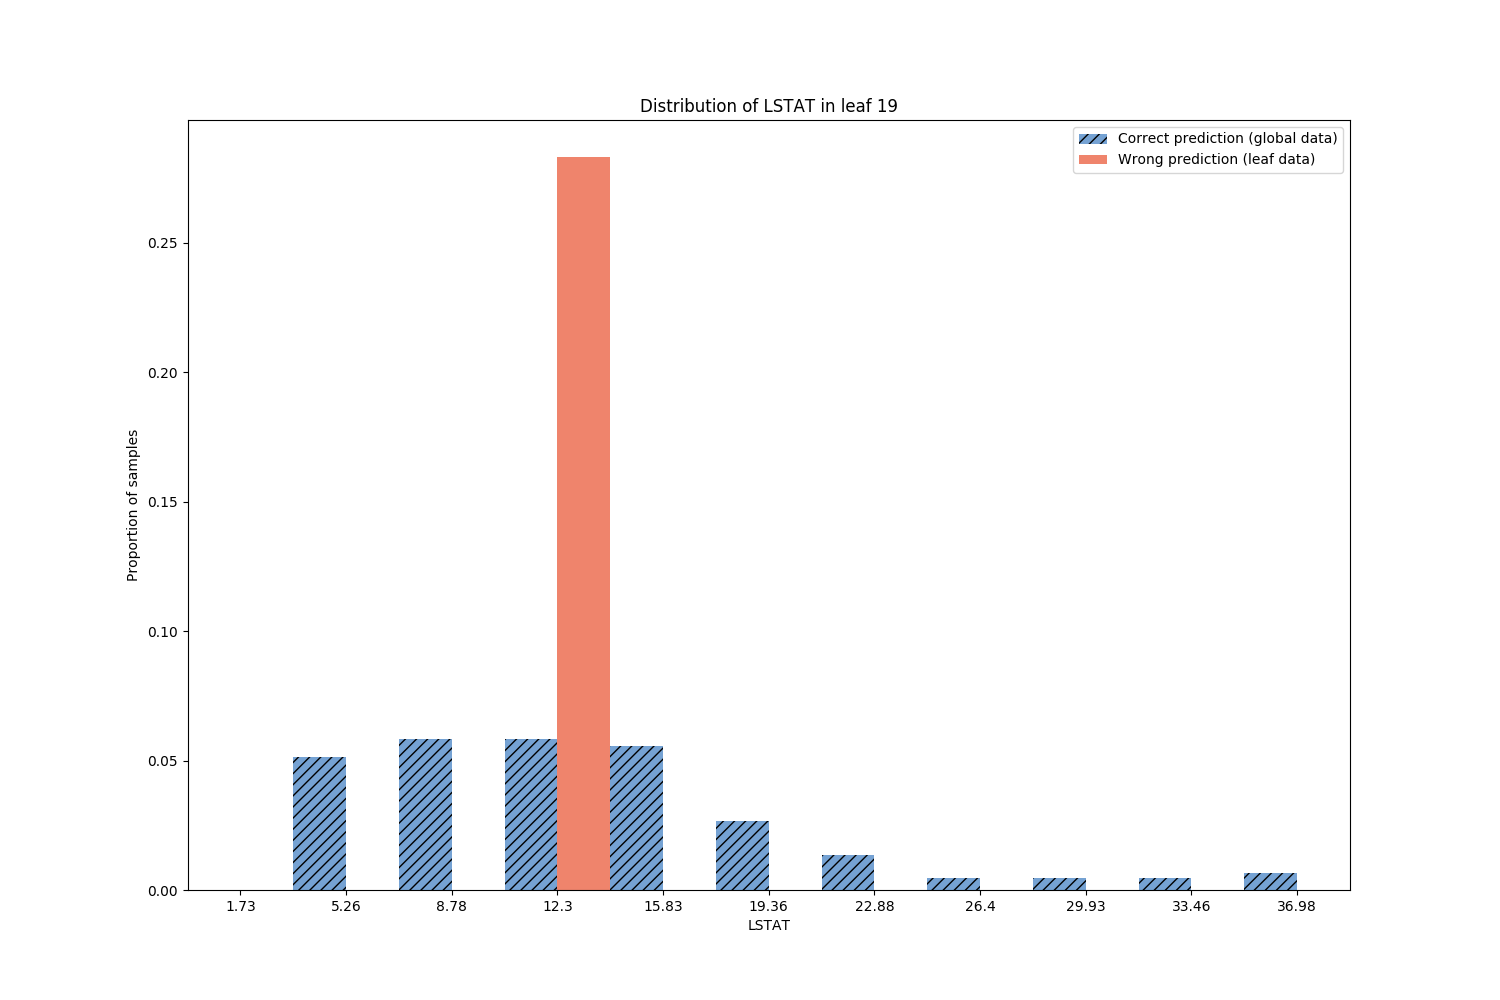 Distribution of LSTAT in leaf 19
Correct prediction (global data)
Wrong prediction (leaf data)
Proportion of samples
0.25
0.20
0.15
0.10
0.05
0.00
1.73 5.26 8.78 12.3 15.83 19.36 22.88 26.4 29.93 33.46 36.98
LSTAT